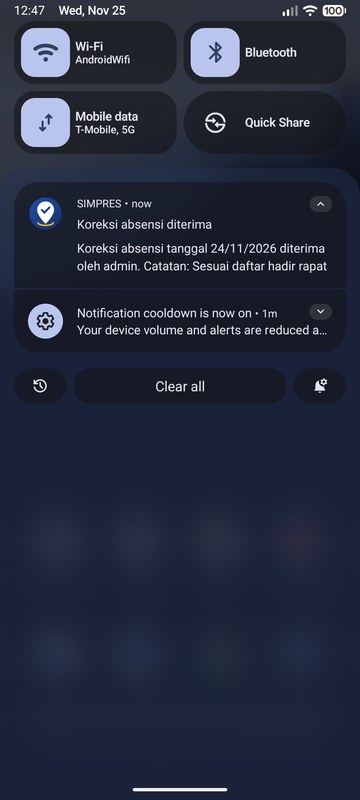 12:47 Wed, Nov 25 100
Wi-Fi
AndroidWifi
Bluetooth
Mobile data
T-Mobile, 5G
Quick Share
SIMPRES • now
Koreksi absensi diterima
Koreksi absensi tanggal 24/11/2026 diterima
oleh admin. Catatan: Sesuai daftar hadir rapat
Notification cooldown is now on • 1m
Your device volume and alerts are reduced a…
Clear all